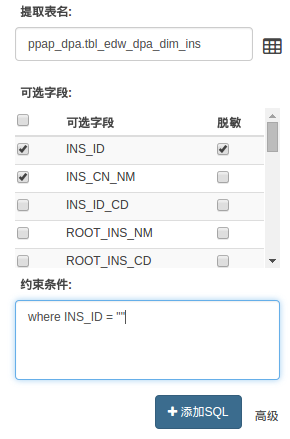 提取表名:
ppap_dpa.tbl_edw_dpa_dim_ins
可选字段:
可选字段 脱敏
INS_ID
INS_CN_NM
INS_ID_CD
ROOT_INS_NM
ROOT_INS_CD
约束条件:
where INS_ID = ""
+ 添加SQL 高级